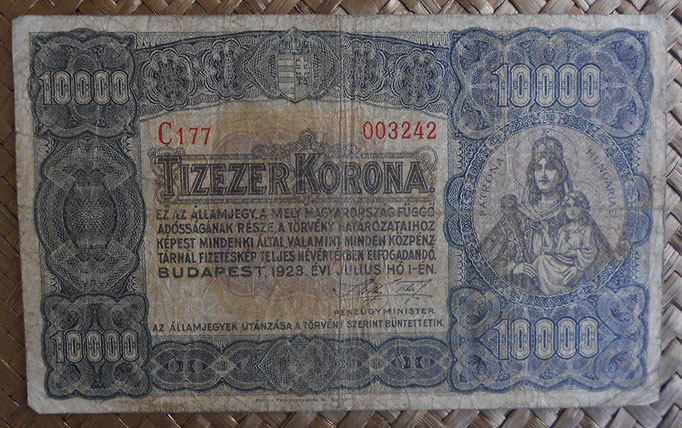 10000 10000
C177 003242
TIZEZER KORONA.
PATRONA HUNGARIAE
EZ AZ ÁLLAMJEGY, A MELY MAGYARORSZÁG FÜGGŐ
ADÓSSÁGÁNAK RÉSZE, A TÖRVÉNY HATÁROZATAIHOZ
KÉPEST MINDENKI ÁLTAL VALAMINT MINDEN KÖZPÉNZ
TÁRNÁL FIZETÉSKÉP TELJES NÉVÉRTÉKBEN ELFOGADANDÓ.
BUDAPEST, 1923. ÉVI JULIUS HÓ 1-ÉN.
PÉNZÜGYMINISTER.
AZ ÁLLAMJEGYEK UTÁNZÁSA A TÖRVÉNY SZERINT BÜNTETTETIK.
10000 10000